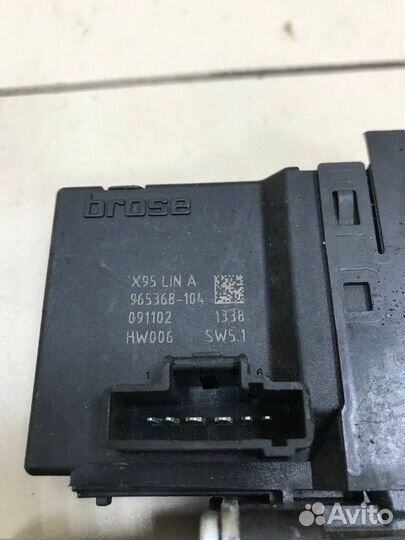 brose
X95 LIN A
965368-104
091102 1338
HW006 SW5.1
1 6
Avito